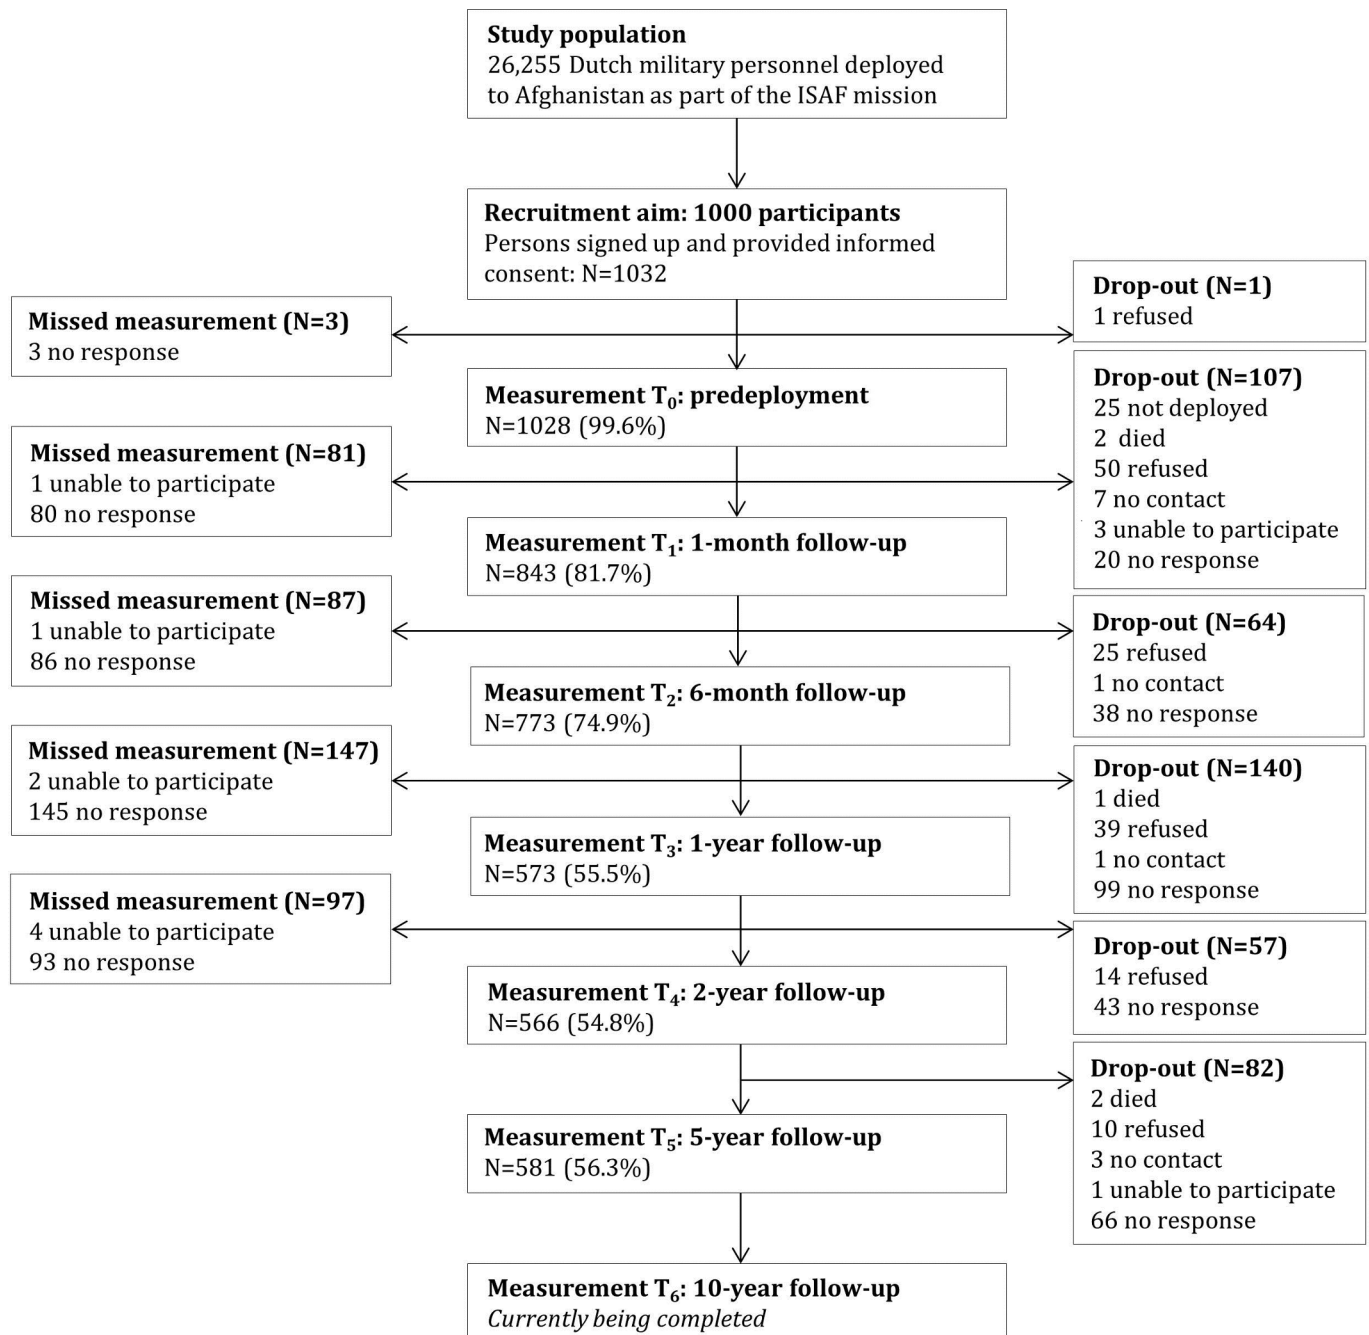 Study population
26,255 Dutch military personnel deployed
to Afghanistan as part of the ISAF mission
Recruitment aim: 1000 participants
Persons signed up and provided informed
consent: N=1032
Missed measurement (N=3)
3 no response
Drop-out (N=1)
1 refused
Measurement T₀: predeployment
N=1028 (99.6%)
Missed measurement (N=81)
1 unable to participate
80 no response
Drop-out (N=107)
25 not deployed
2 died
50 refused
7 no contact
3 unable to participate
20 no response
Measurement T₁: 1-month follow-up
N=843 (81.7%)
Missed measurement (N=87)
1 unable to participate
86 no response
Drop-out (N=64)
25 refused
1 no contact
38 no response
Measurement T₂: 6-month follow-up
N=773 (74.9%)
Missed measurement (N=147)
2 unable to participate
145 no response
Drop-out (N=140)
1 died
39 refused
1 no contact
99 no response
Measurement T₃: 1-year follow-up
N=573 (55.5%)
Missed measurement (N=97)
4 unable to participate
93 no response
Drop-out (N=57)
14 refused
43 no response
Measurement T₄: 2-year follow-up
N=566 (54.8%)
Drop-out (N=82)
2 died
10 refused
3 no contact
1 unable to participate
66 no response
Measurement T₅: 5-year follow-up
N=581 (56.3%)
Measurement T₆: 10-year follow-up
Currently being completed